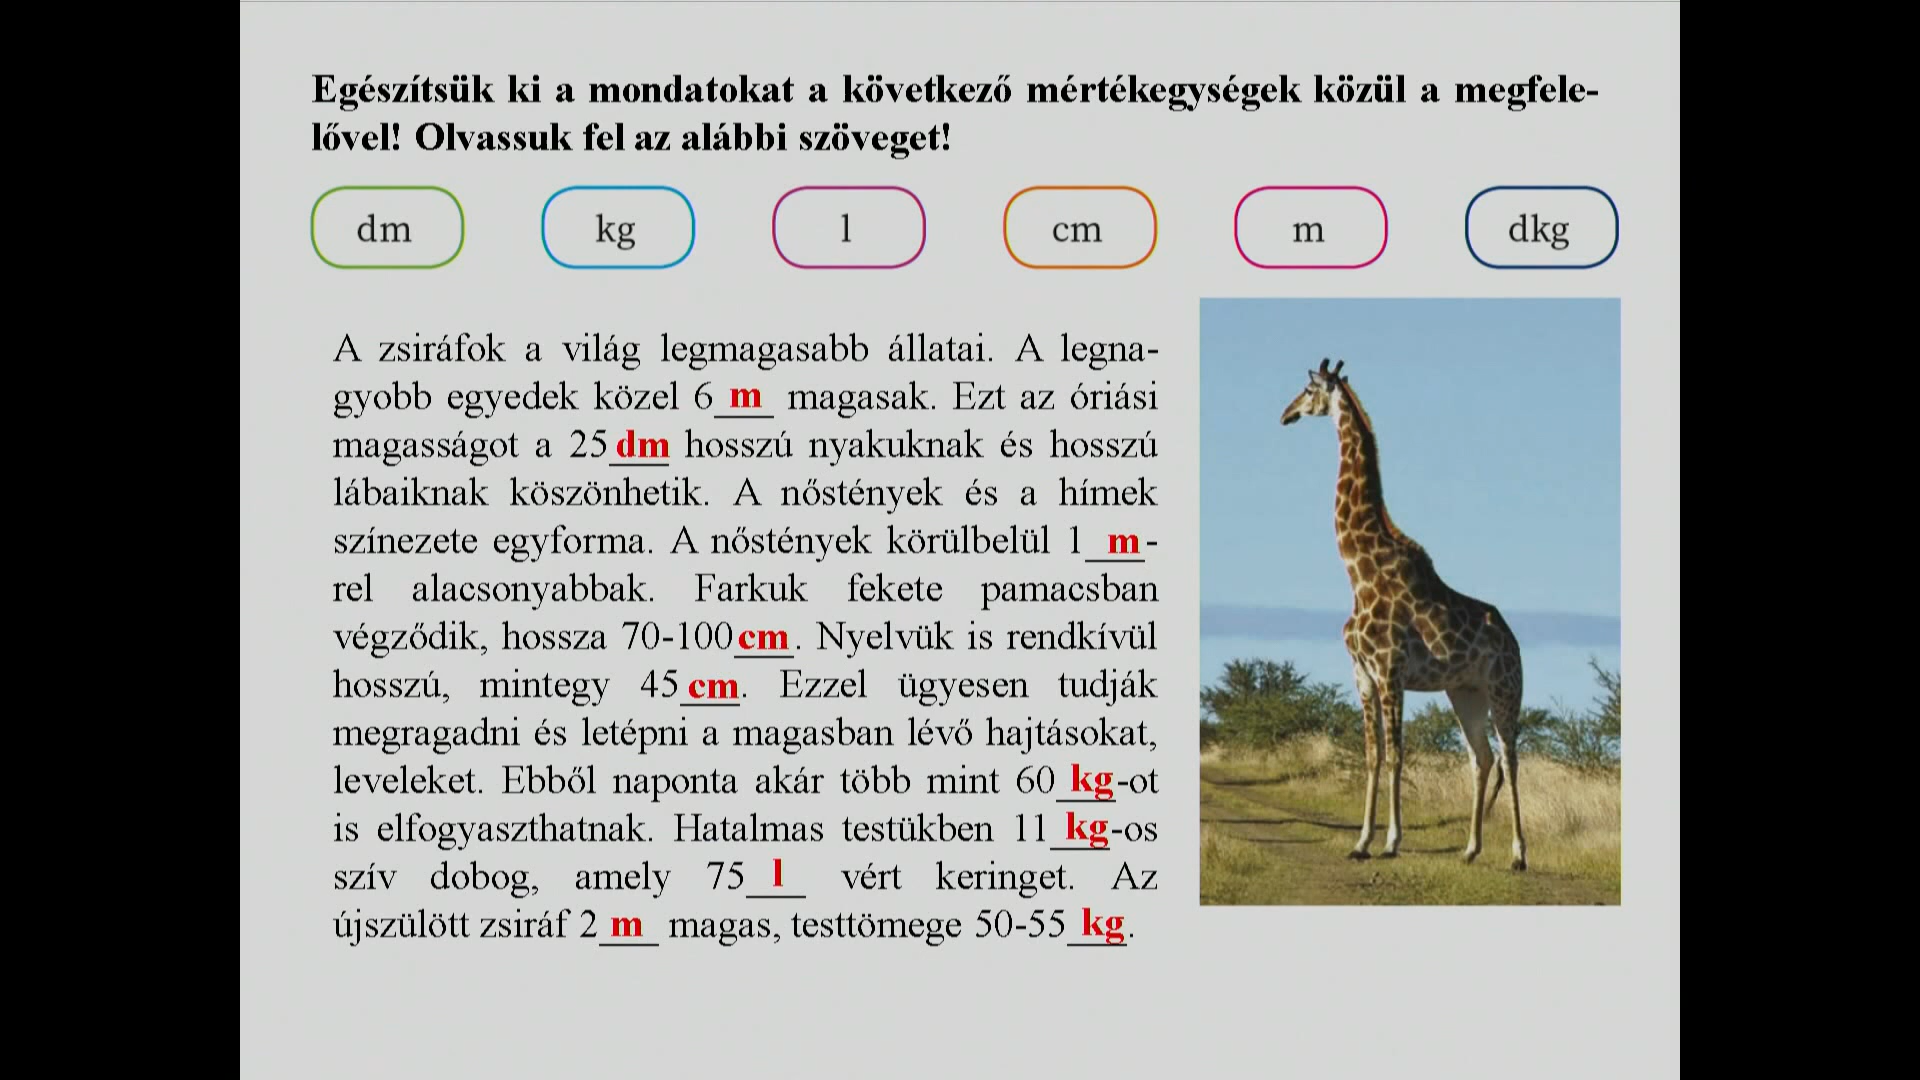 Egészítsük ki a mondatokat a következő mértékegységek közül a megfele-
lővel! Olvassuk fel az alábbi szöveget!
dm kg l cm m dkg
A zsiráfok a világ legmagasabb állatai. A legna-
gyobb egyedek közel 6 m magasak. Ezt az óriási
magasságot a 25 dm hosszú nyakuknak és hosszú
lábaiknak köszönhetik. A nőstények és a hímek
színezete egyforma. A nőstények körülbelül 1 m-
rel alacsonyabbak. Farkuk fekete pamacsban
végződik, hossza 70-100 cm. Nyelvük is rendkívül
hosszú, mintegy 45 cm. Ezzel ügyesen tudják
megragadni és letépni a magasban lévő hajtásokat,
leveleket. Ebből naponta akár több mint 60 kg-ot
is elfogyaszthatnak. Hatalmas testükben 11 kg-os
szív dobog, amely 75 l vért keringet. Az
újszülött zsiráf 2 m magas, testtömege 50-55 kg.